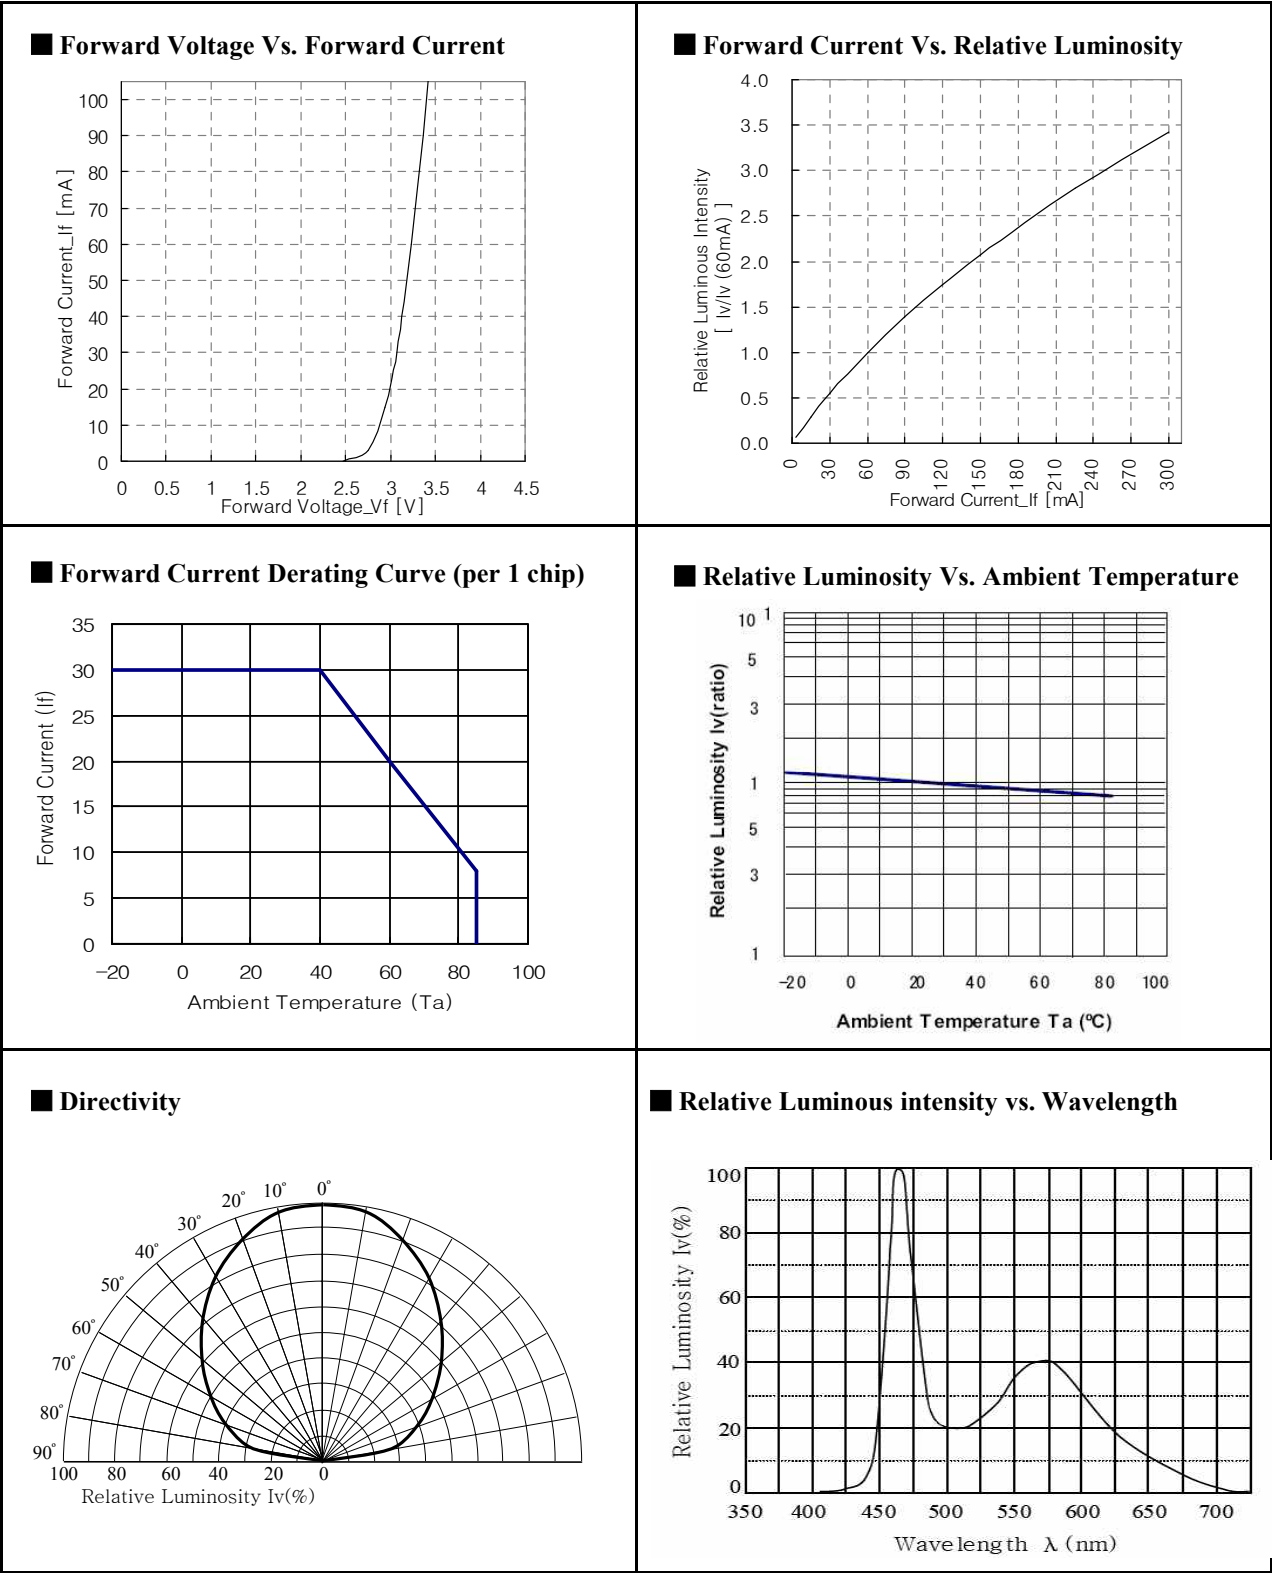 ■ Forward Voltage Vs. Forward Current
Forward Current_If [mA]
100
90
80
70
60
50
40
30
20
10
0
0 0.5 1 1.5 2 2.5 3 3.5 4 4.5
Forward Voltage_Vf [V]
■ Forward Current Vs. Relative Luminosity
Relative Luminous Intensity
[ Iv/Iv (60mA) ]
4.0
3.5
3.0
2.5
2.0
1.5
1.0
0.5
0.0
0 30 60 90 120 150 180 210 240 270 300
Forward Current_If [mA]
■ Forward Current Derating Curve (per 1 chip)
Forward Current (If)
35
30
25
20
15
10
5
0
-20 0 20 40 60 80 100
Ambient Temperature (Ta)
■ Relative Luminosity Vs. Ambient Temperature
Relative Luminosity Iv(ratio)
10 1
5
3
1
5
3
1
-20 0 20 40 60 80 100
Ambient Temperature Ta (ºC)
■ Directivity
0°
10°
20°
30°
40°
50°
60°
70°
80°
90°
100 80 60 40 20 0
Relative Luminosity Iv(%)
■ Relative Luminous intensity vs. Wavelength
Relative Luminosity Iv(%)
100
80
60
40
20
0
350 400 450 500 550 600 650 700
Wavelength λ (nm)